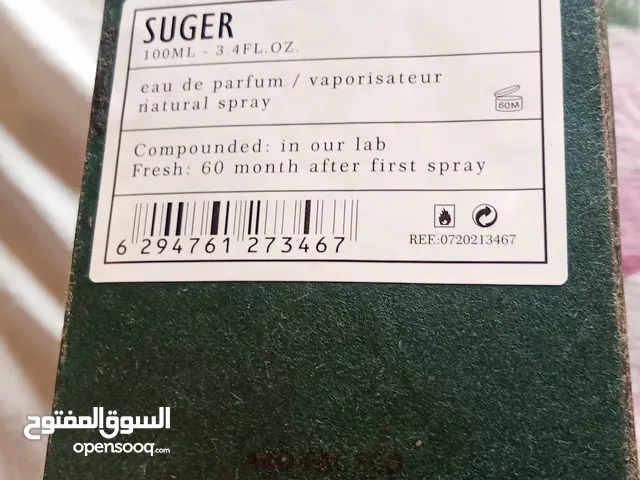 SUGER
100ML - 3.4FL.OZ.
eau de parfum / vaporisateur
natural spray
60M
Compounded: in our lab
Fresh: 60 month after first spray
6 294761 273467
REF:0720213467
السوق المفتوح
opensooq.com